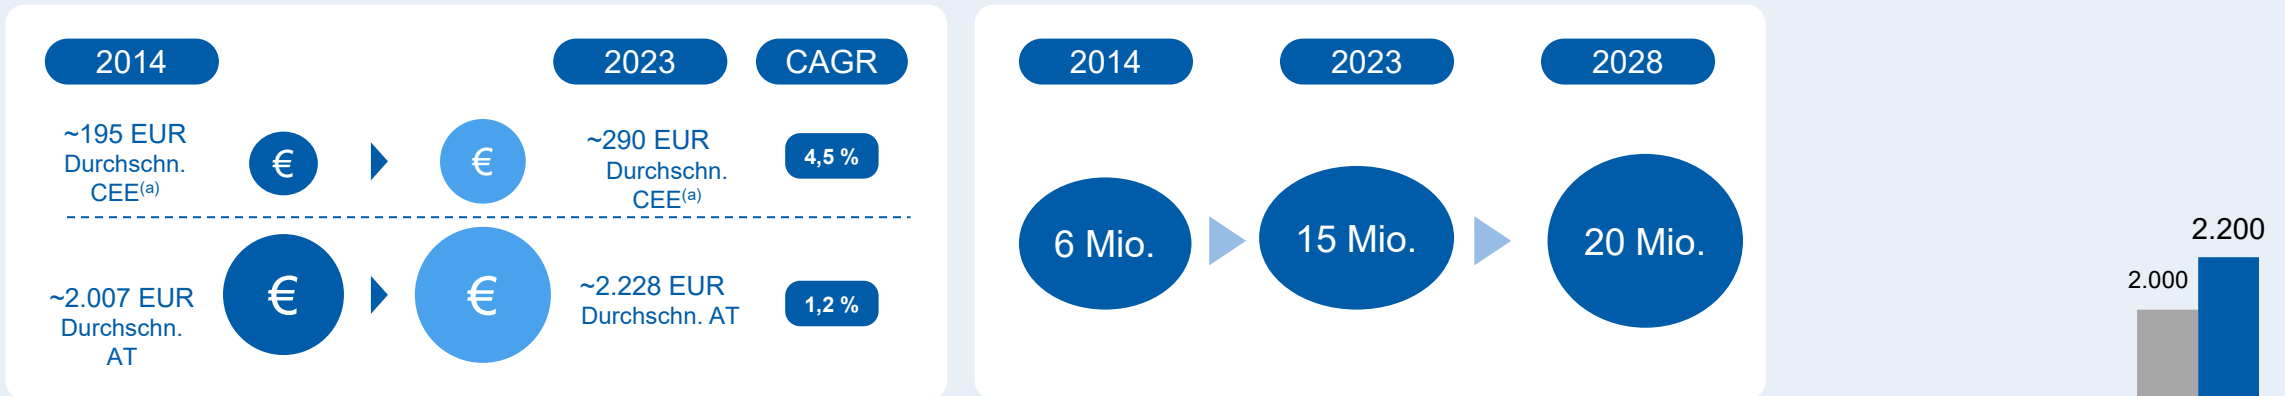 2014
2023
CAGR
~195 EUR
Durchschn.
CEE(a)
€
€
~290 EUR
Durchschn.
CEE(a)
4,5 %
~2.007 EUR
Durchschn.
AT
€
€
~2.228 EUR
Durchschn. AT
1,2 %
2014
2023
2028
6 Mio.
15 Mio.
20 Mio.
2.200
2.000